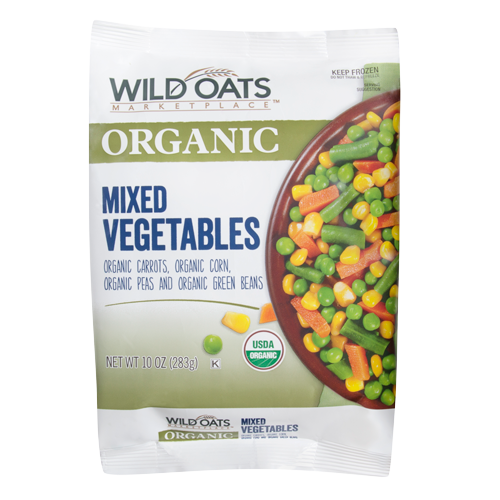 WILD OATS
MARKETPLACE™
KEEP FROZEN
ORGANIC
MIXED
VEGETABLES
ORGANIC CARROTS, ORGANIC CORN,
ORGANIC PEAS AND ORGANIC GREEN BEANS
USDA
ORGANIC
NET WT 10 OZ (283g)
K
WILD OATS
MARKETPLACE
ORGANIC
MIXED
VEGETABLES